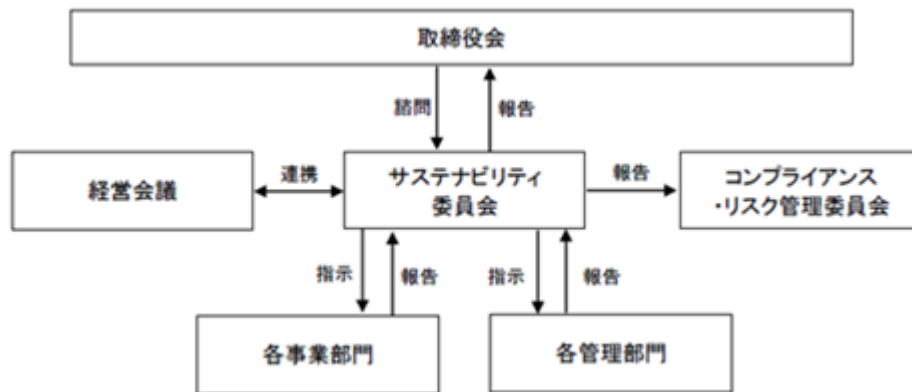 取締役会
諮問
報告
経営会議
連携
サステナビリティ
委員会
報告
コンプライアンス
・リスク管理委員会
指示
報告
指示
報告
各事業部門
各管理部門